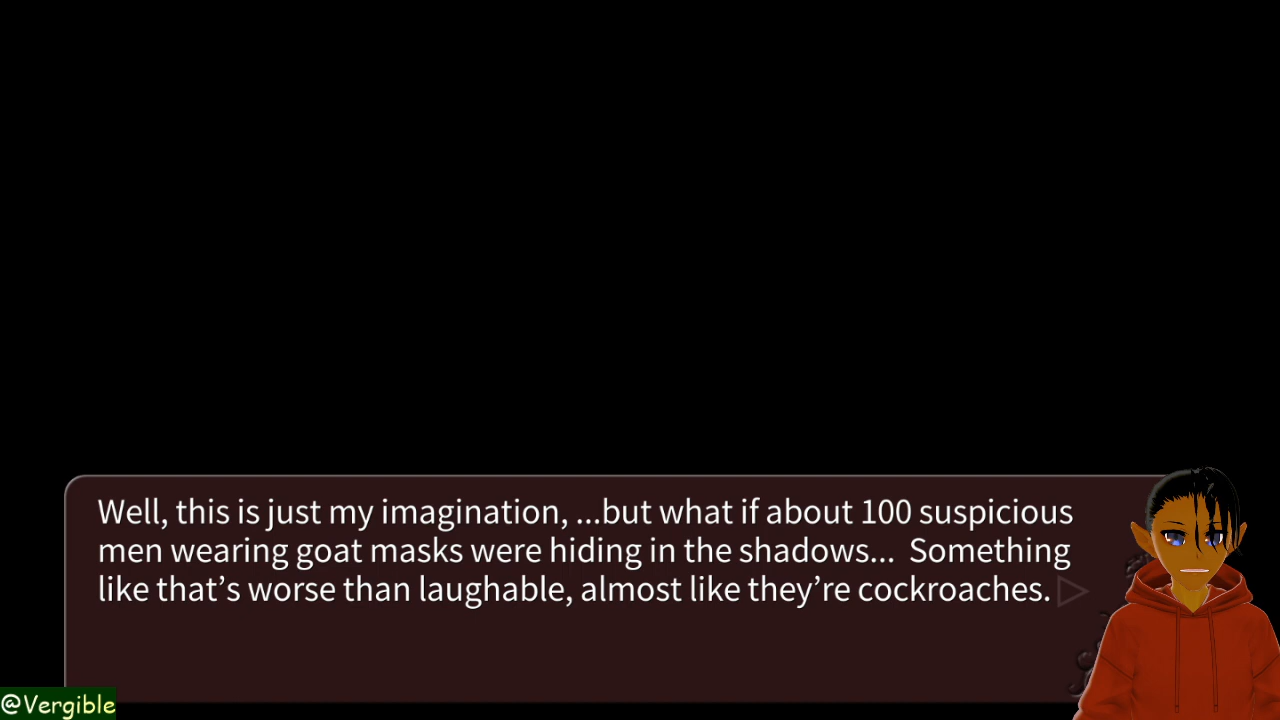 Well, this is just my imagination, ...but what if about 100 suspicious
men wearing goat masks were hiding in the shadows...  Something
like that’s worse than laughable, almost like they’re cockroaches.
@Vergible